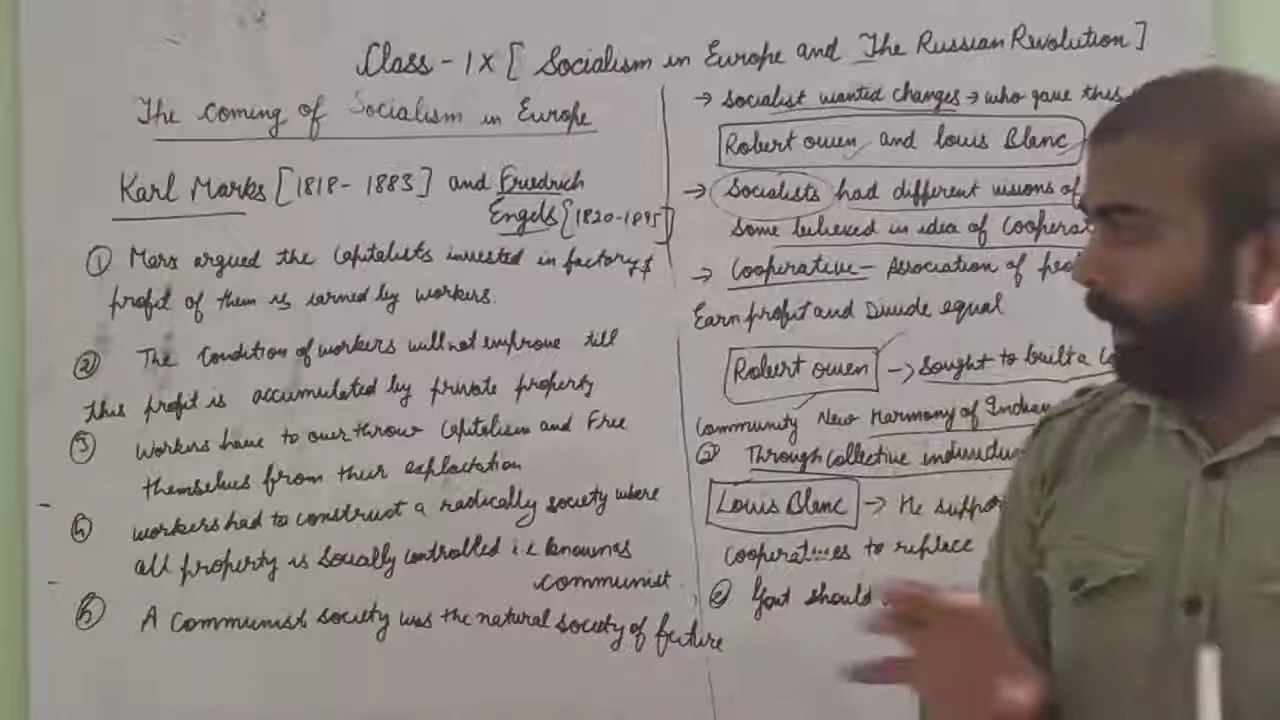 Class - IX [ Socialism in Europe and The Russian Revolution ]
The coming of Socialism in Europe
Karl Marks [1818 - 1883] and Friedrich
Engels [1820-1895]
① Marx argued the capitalists invested in factory &
profit of them is earned by workers.
② The Condition of workers will not improve till
this profit is accumulated by private property
③ Workers have to overthrow Capitalism and Free
themselves from their exploitation
④ workers had to construct a radically society where
all property is socially controlled i.e known as
communist.
⑤ A Communist society was the natural society of future
→ Socialist wanted changes → who gave this
Robert owen and louis Blanc
→ Socialists had different visions of
Some believed in idea of Cooperat
→ Cooperative - Association of peo
Earn profit and Divide equal
Robert owen → Sought to built a
Community New Harmony of Indian
② Through Collective individu
Louis Blanc → He suppor
cooperatives to replace
② Govt should